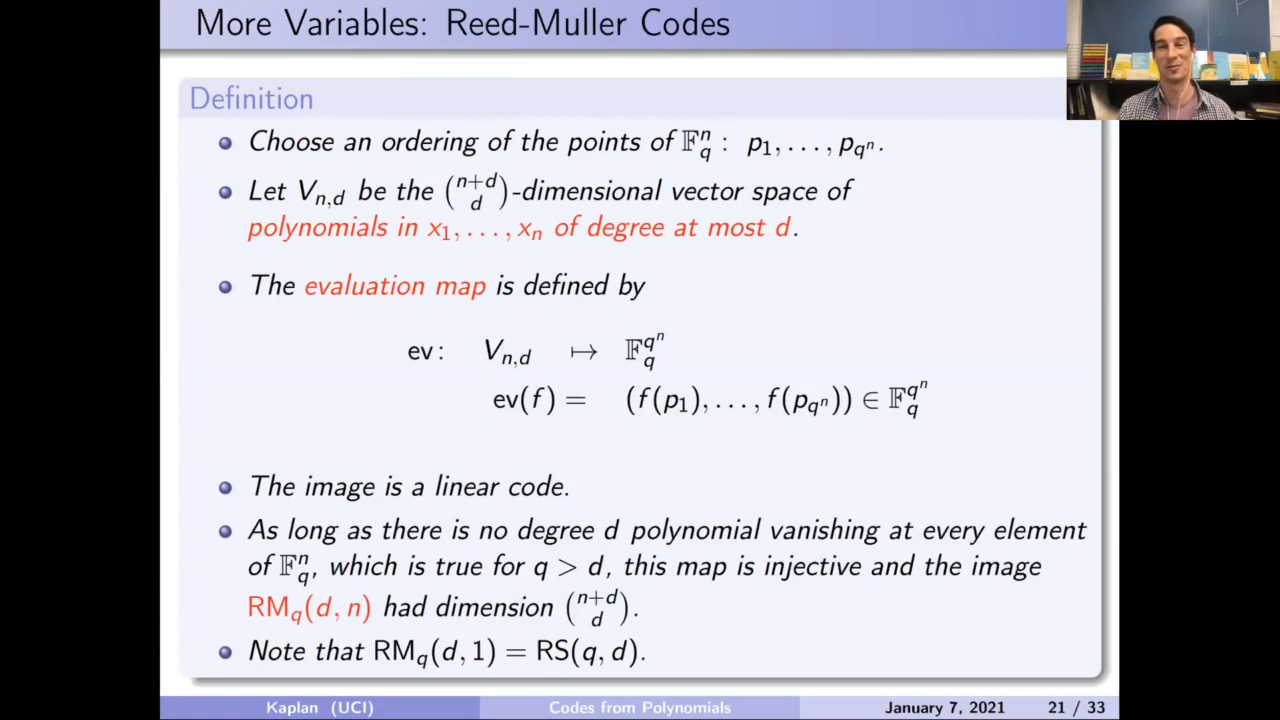 More Variables: Reed-Muller Codes
Definition
Choose an ordering of the points of 𝔽_q^n : p_1, . . . , p_{q^n}.
Let V_{n,d} be the \binom{n+d}{d}-dimensional vector space of
polynomials in x_1, . . . , x_n of degree at most d.
The evaluation map is defined by
ev : V_{n,d} ↦ 𝔽_q^{q^n}
ev(f) = (f(p_1), . . . , f(p_{q^n})) ∈ 𝔽_q^{q^n}
The image is a linear code.
As long as there is no degree d polynomial vanishing at every element
of 𝔽_q^n, which is true for q > d, this map is injective and the image
RM_q(d, n) had dimension \binom{n+d}{d}.
Note that RM_q(d, 1) = RS(q, d).
Kaplan (UCI) Codes from Polynomials January 7, 2021 21 / 33